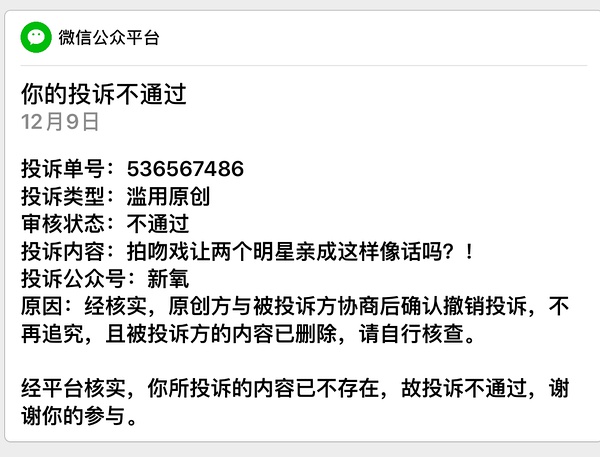 微信公众平台
你的投诉不通过
12月9日
投诉单号：536567486
投诉类型：滥用原创
审核状态：不通过
投诉内容：拍吻戏让两个明星亲成这样像话吗？！
投诉公众号：新氧
原因：经核实，原创方与被投诉方协商后确认撤销投诉，不
再追究，且被投诉方的内容已删除，请自行核查。
经平台核实，你所投诉的内容已不存在，故投诉不通过，谢
谢你的参与。